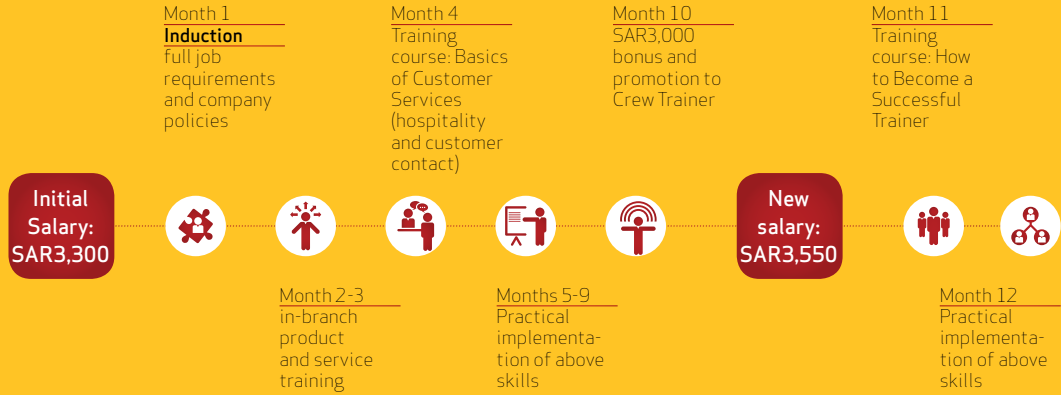 Month 1
Induction
full job
requirements
and company
policies
Month 4
Training
course: Basics
of Customer
Services
(hospitality
and customer
contact)
Month 10
SAR3,000
bonus and
promotion to
Crew Trainer
Month 11
Training
course: How
to Become a
Successful
Trainer
Initial
Salary:
SAR3,300
New
salary:
SAR3,550
Month 2-3
in-branch
product
and service
training
Months 5-9
Practical
implementa-
tion of above
skills
Month 12
Practical
implementa-
tion of above
skills